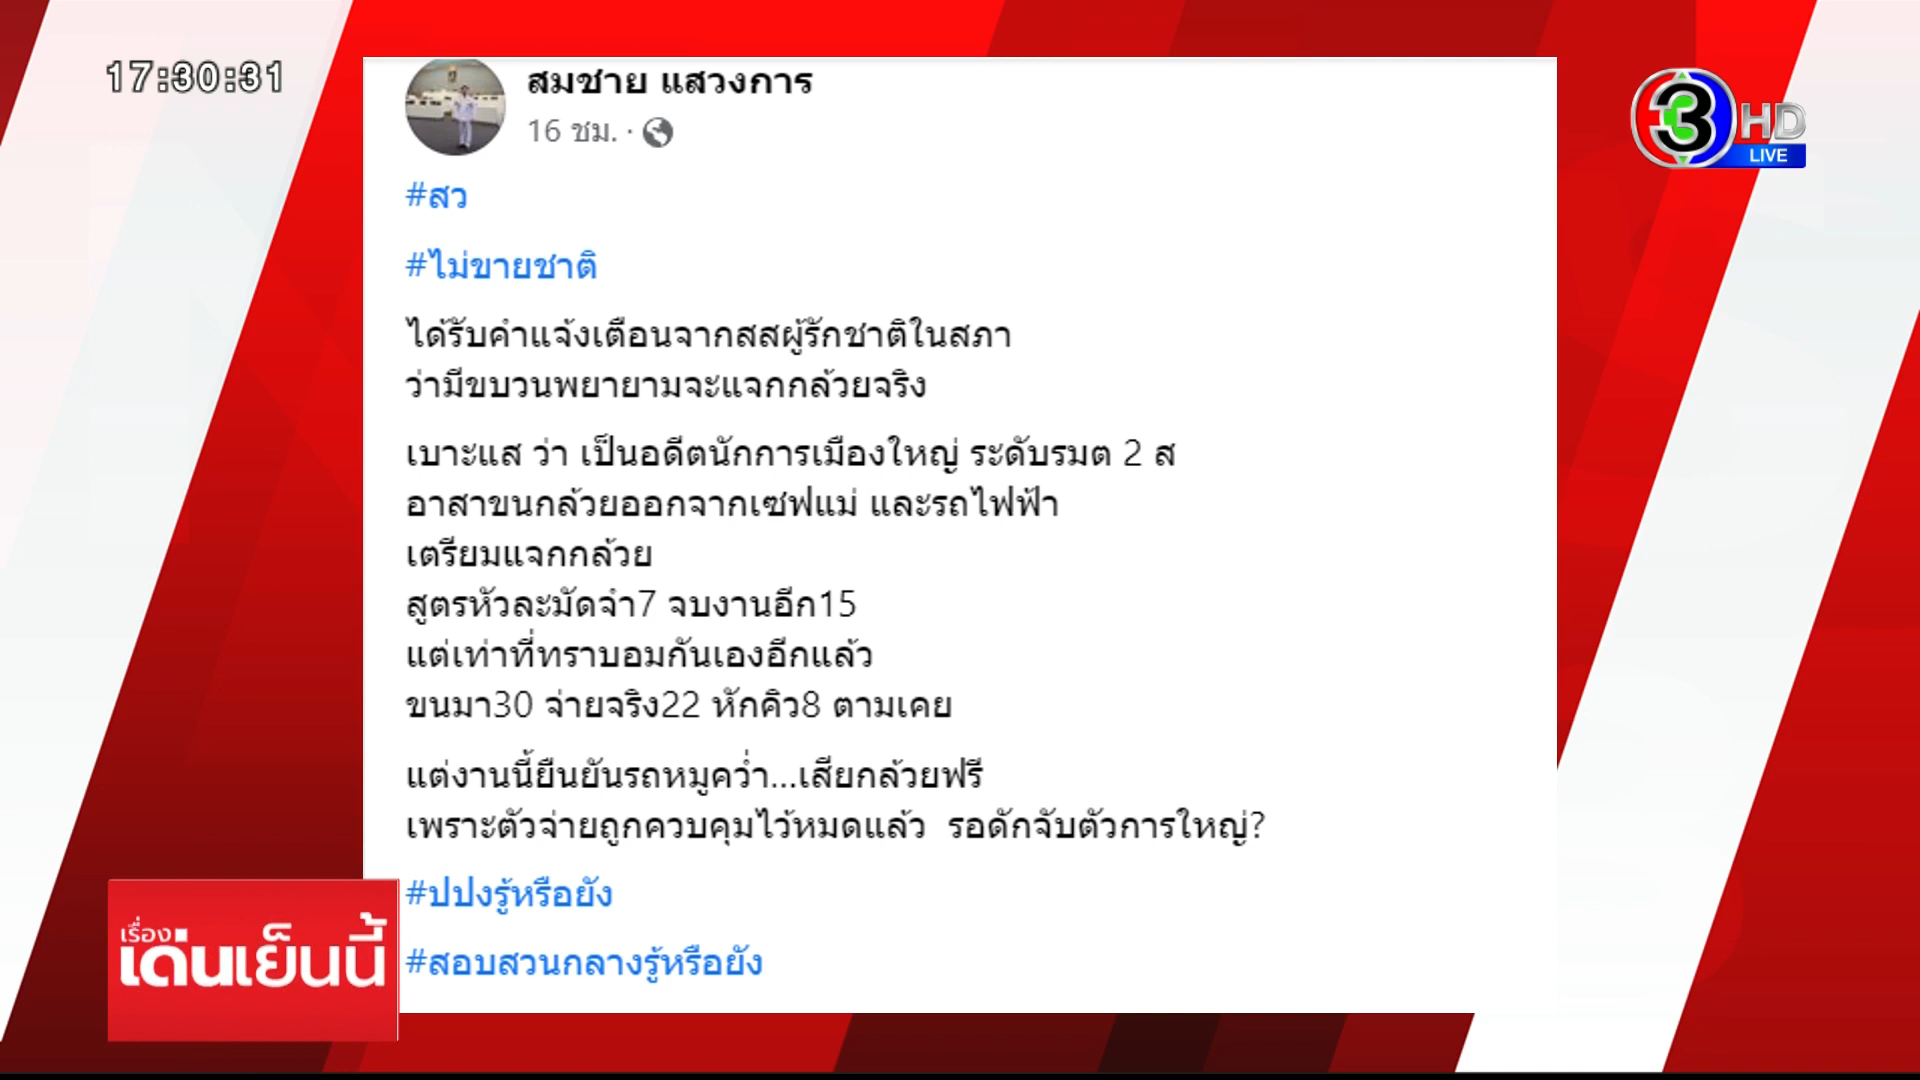 17:30:31
สมชาย แสวงการ
16 ชม. ·
3 HD
LIVE
#สว
#ไม่ขายชาติ
ได้รับคำแจ้งเตือนจากสสผู้รักชาติในสภา
ว่ามีขบวนพยายามจะแจกกล้วยจริง
เบาะแส ว่า เป็นอดีตนักการเมืองใหญ่ ระดับรมต 2 ส
อาสาขนกล้วยออกจากเซฟแม่ และรถไฟฟ้า
เตรียมแจกกล้วย
สูตรหัวละมัดจำ7 จบงานอีก15
แต่เท่าที่ทราบอมกันเองอีกแล้ว
ขนมา30 จ่ายจริง22 หักคิว8 ตามเคย
แต่งานนี้ยืนยันรถหมูคว่ำ...เสียกล้วยฟรี
เพราะตัวจ่ายถูกควบคุมไว้หมดแล้ว รอดักจับตัวการใหญ่?
#ปปงรู้หรือยัง
#สอบสวนกลางรู้หรือยัง
เรื่อง
เด่นเย็นนี้